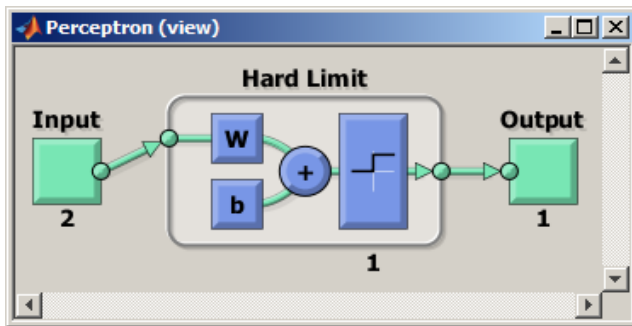 Perceptron (view)
Hard Limit
Input
Output
W
+
b
2
1
1